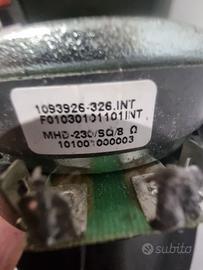 1093926-326.INT
F01030101101INT
MHD-230/SQ/8 Ω
101001000003
subito